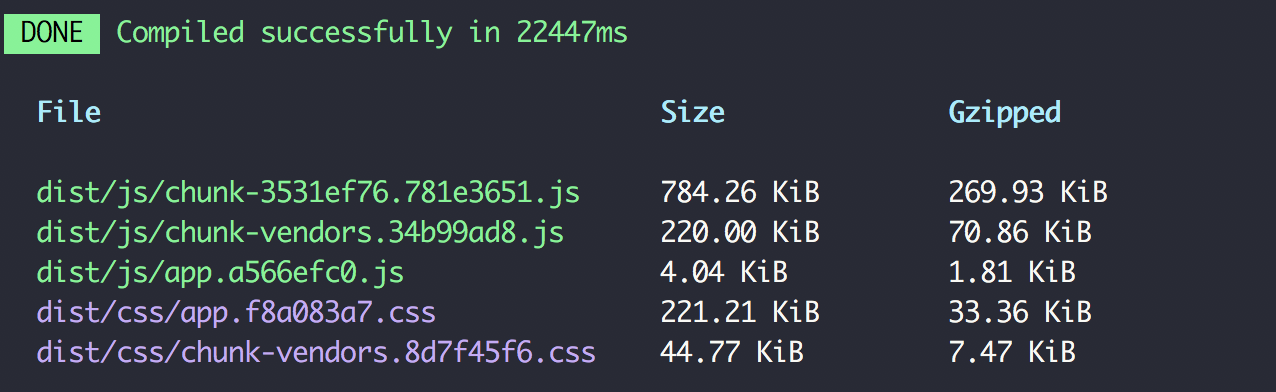 DONE Compiled successfully in 22447ms
File Size Gzipped
dist/js/chunk-3531ef76.781e3651.js 784.26 KiB 269.93 KiB
dist/js/chunk-vendors.34b99ad8.js 220.00 KiB 70.86 KiB
dist/js/app.a566efc0.js 4.04 KiB 1.81 KiB
dist/css/app.f8a083a7.css 221.21 KiB 33.36 KiB
dist/css/chunk-vendors.8d7f45f6.css 44.77 KiB 7.47 KiB